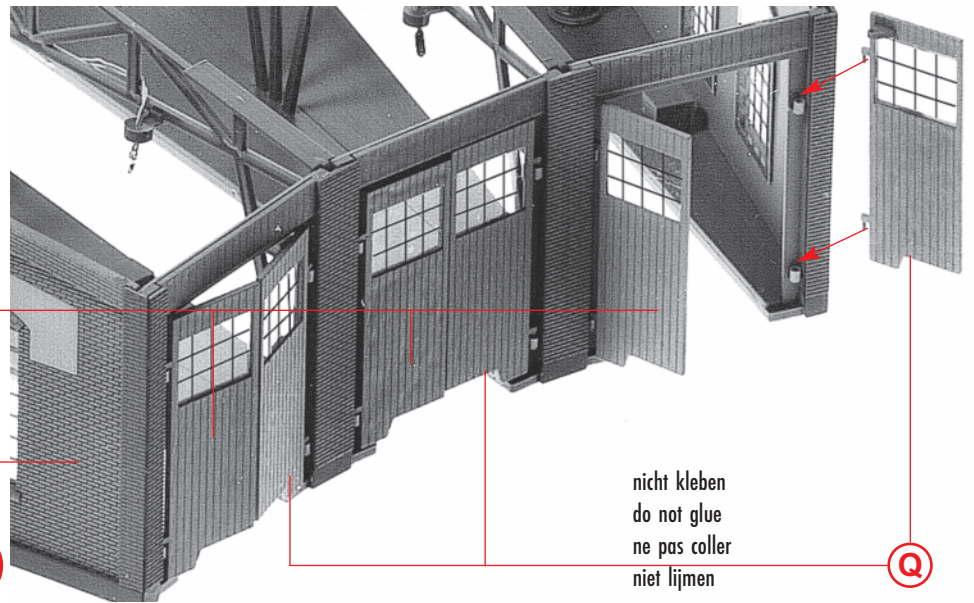 nicht kleben
do not glue
ne pas coller
niet lijmen
Q